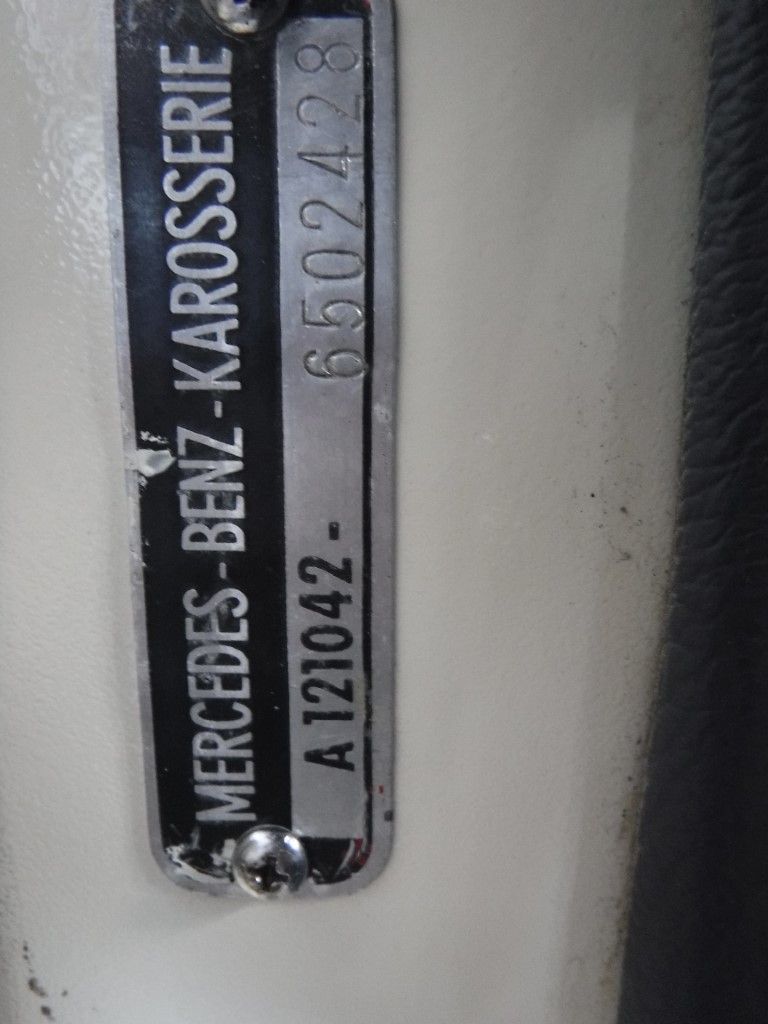 MERCEDES-BENZ-KAROSSERIE
A 121042- 6502428